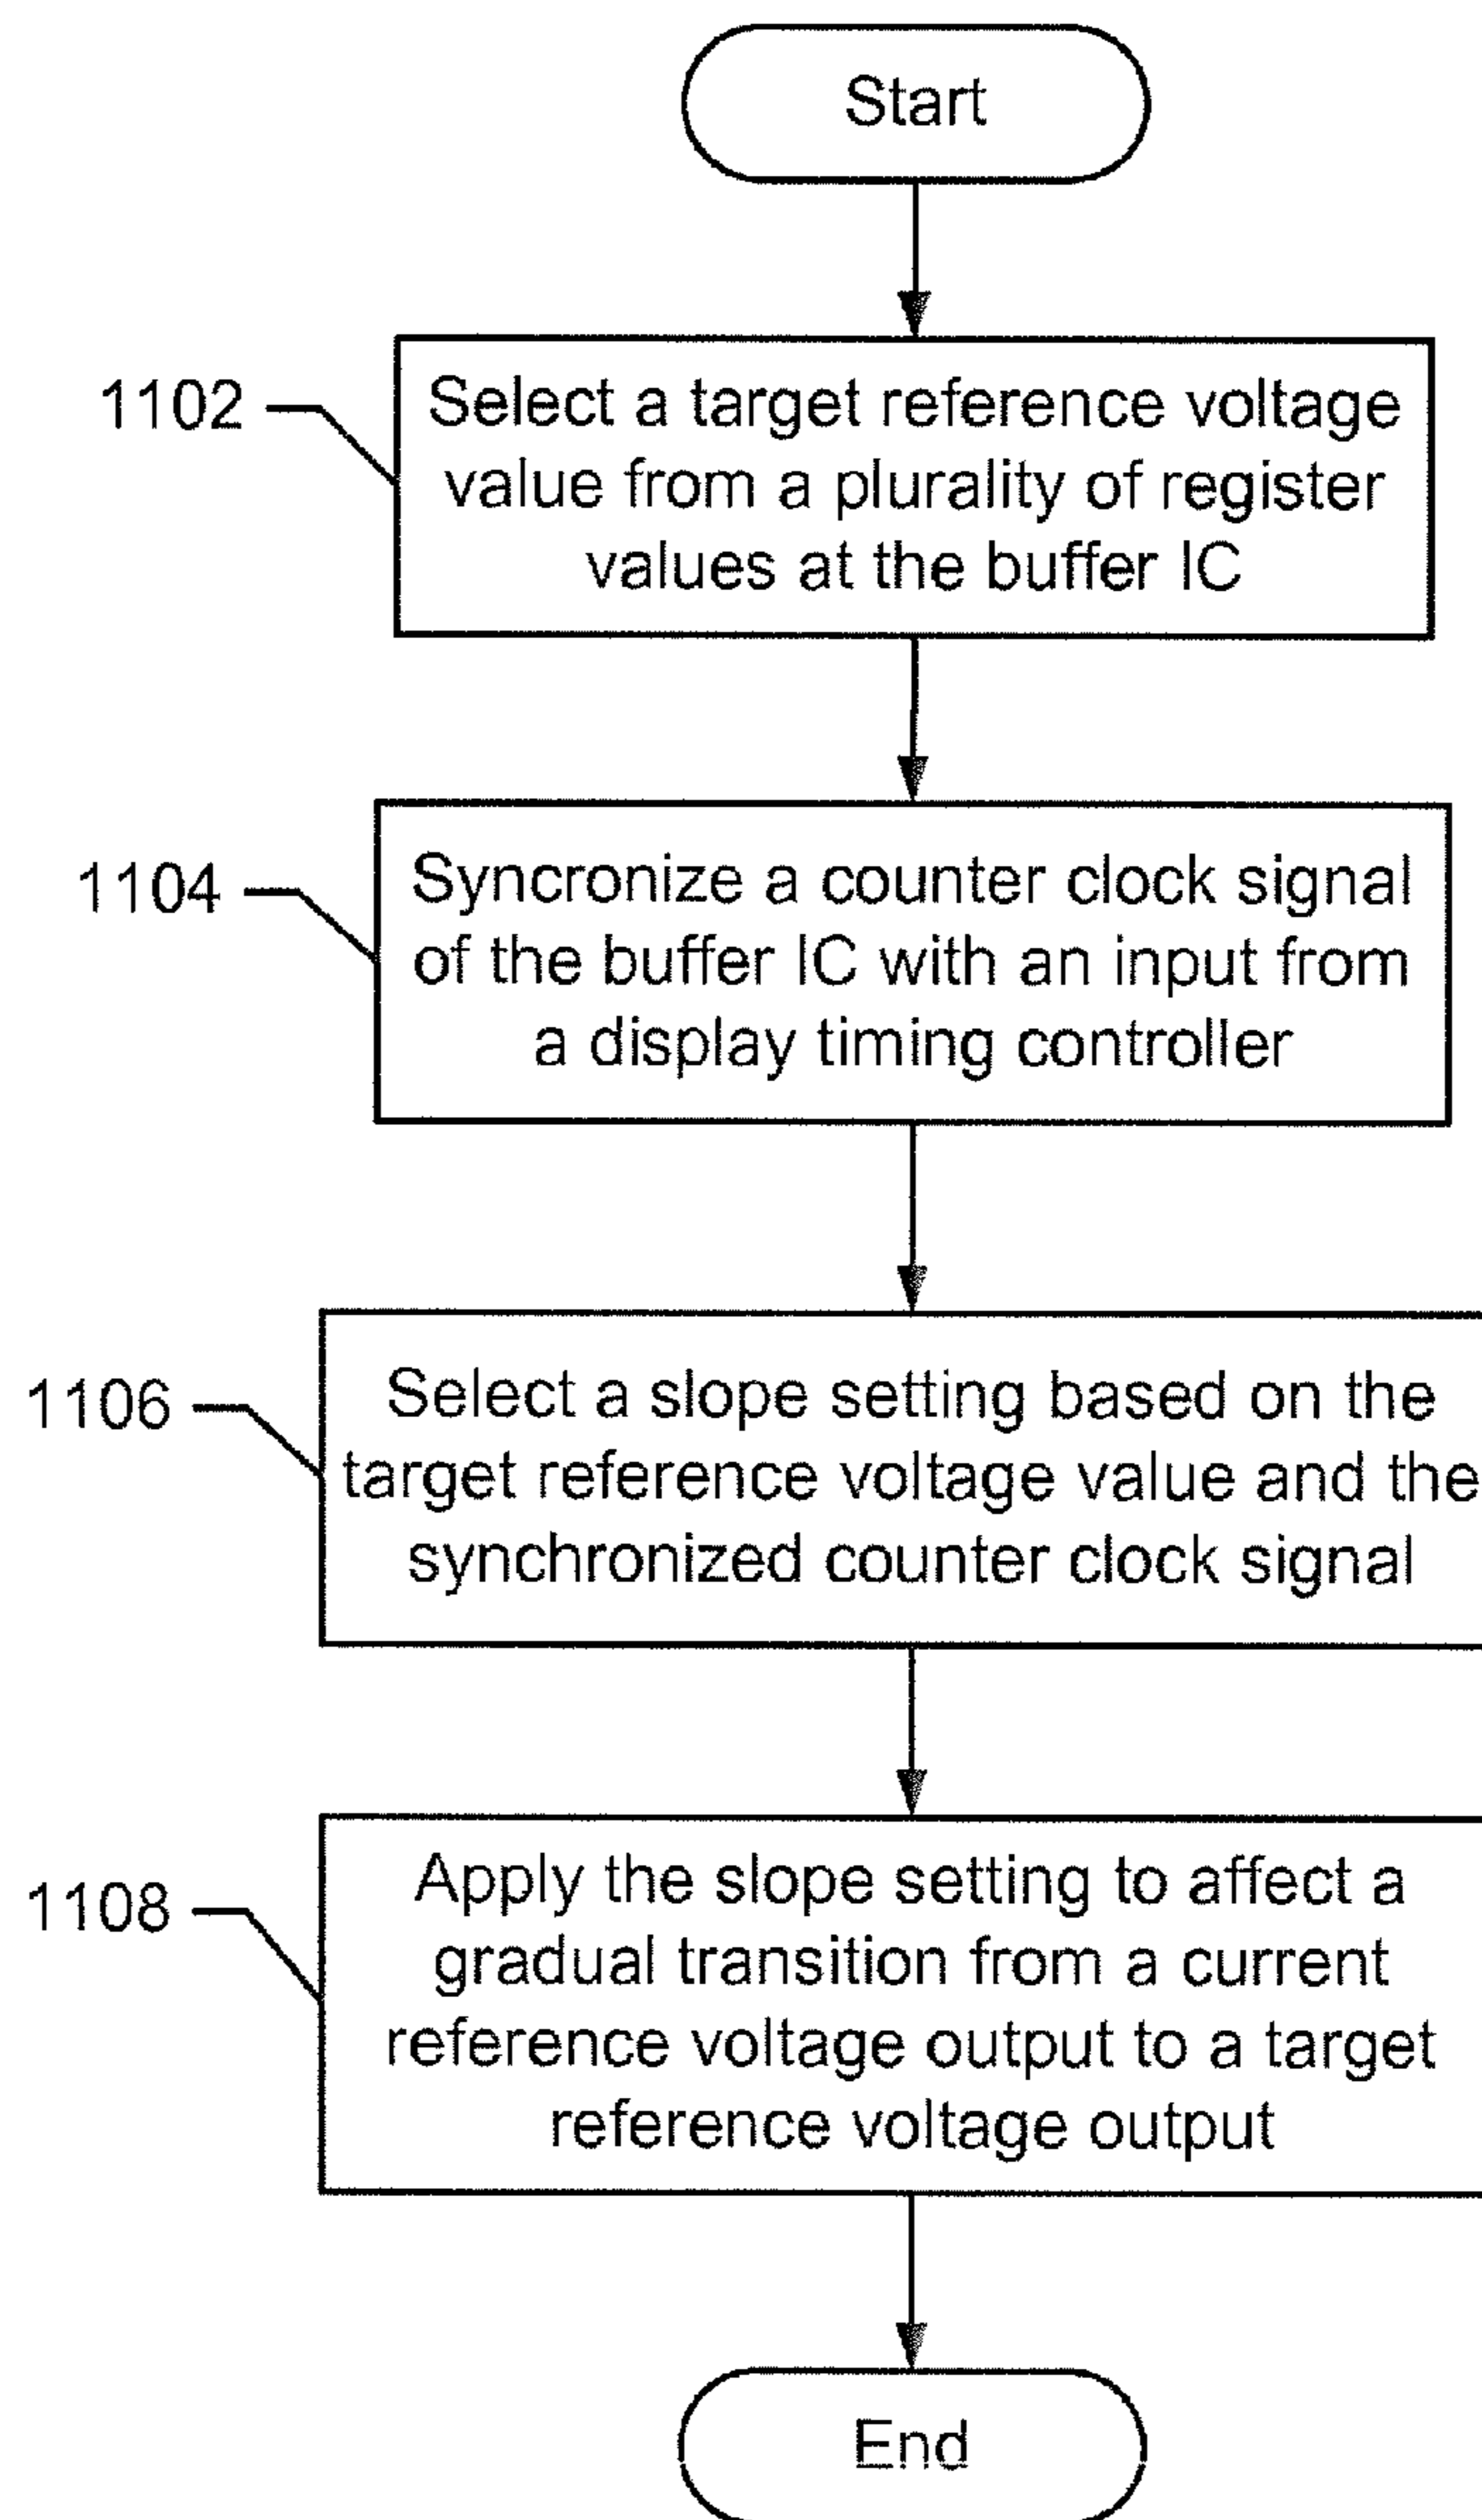 Start
1102
Select a target reference voltage
value from a plurality of register
values at the buffer IC
1104
Syncronize a counter clock signal
of the buffer IC with an input from
a display timing controller
1106
Select a slope setting based on the
target reference voltage value and the
synchronized counter clock signal
1108
Apply the slope setting to affect a
gradual transition from a current
reference voltage output to a target
reference voltage output
End